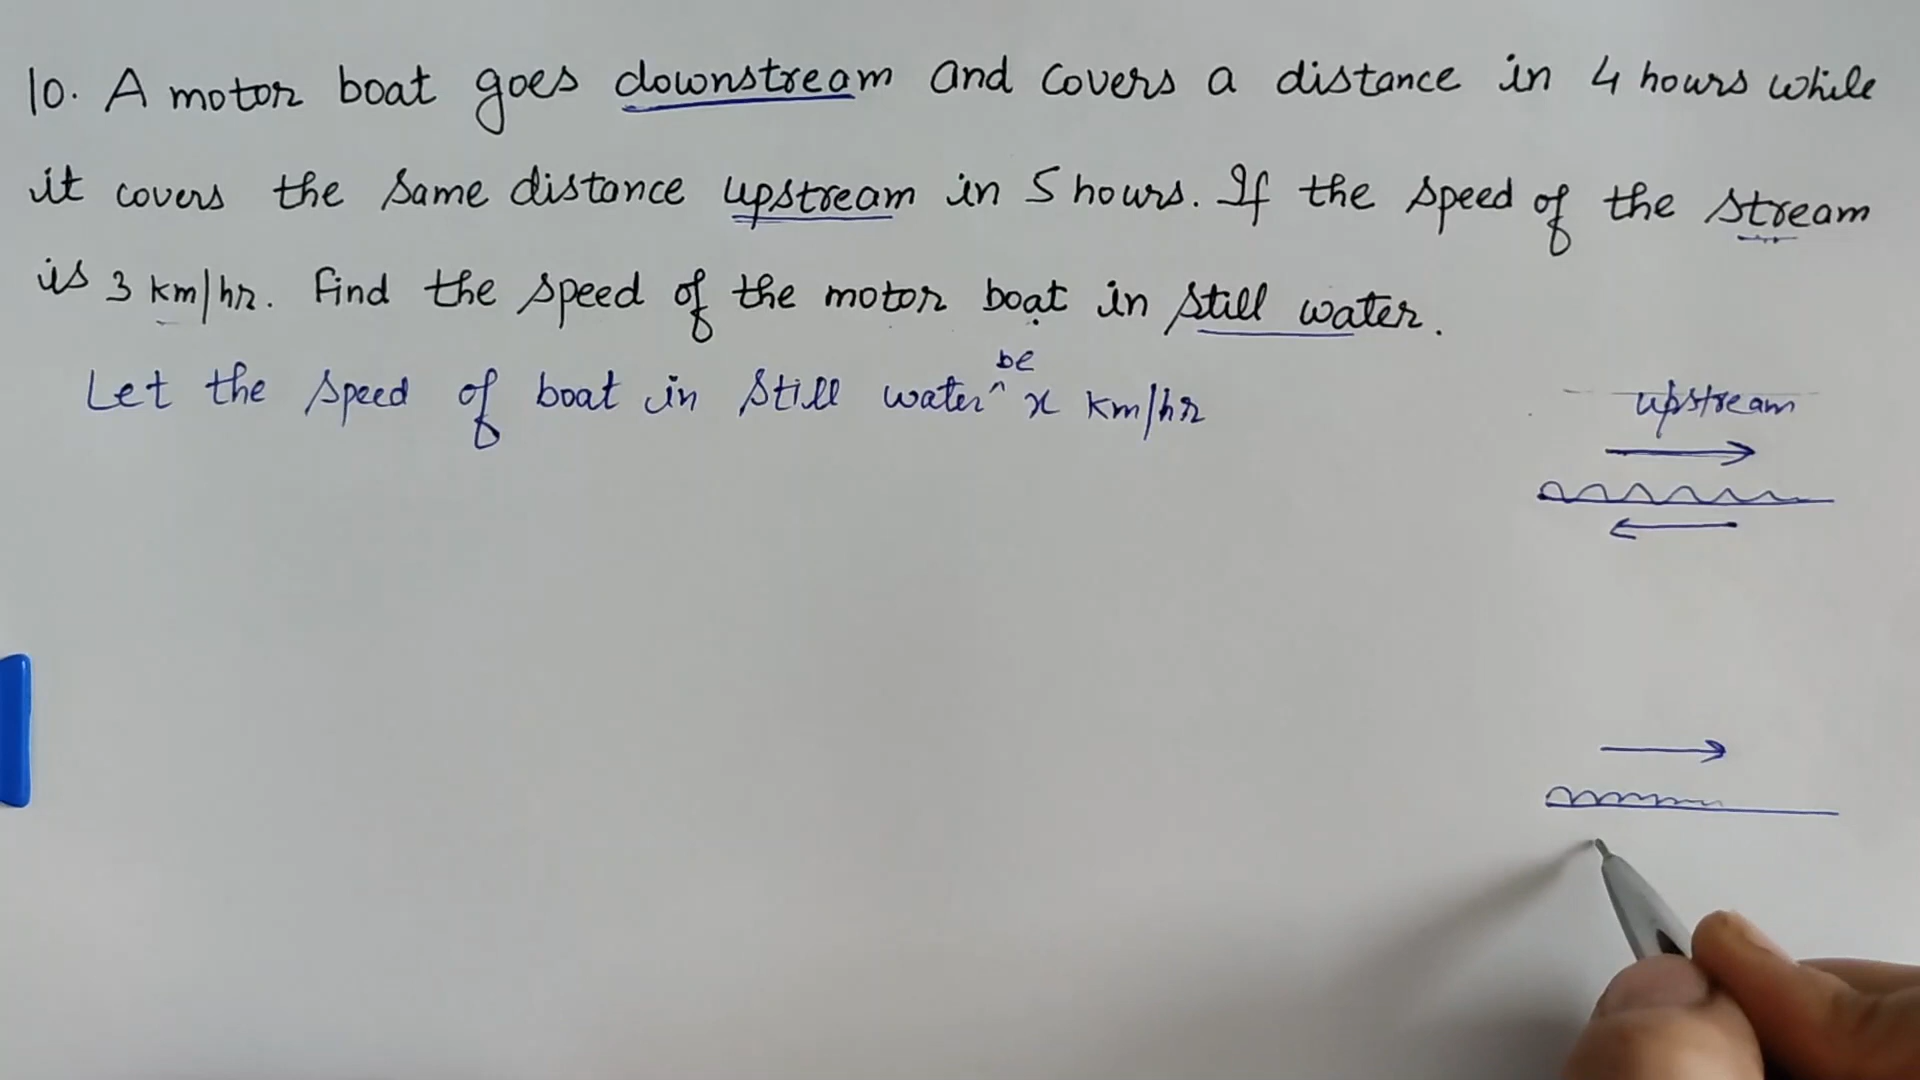 10. A motor boat goes downstream and covers a distance in 4 hours while
it covers the same distance upstream in 5 hours. If the speed of the stream
is 3 km/hr. Find the speed of the motor boat in still water.
Let the speed of boat in still water ^ be x km/hr
upstream